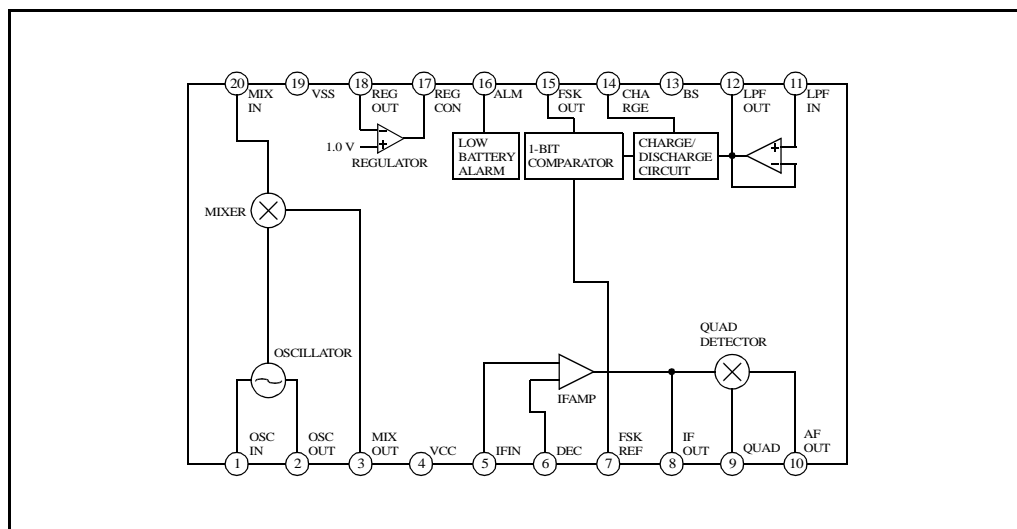 20 19 18 17 16 15 14 13 12 11
MIX
IN
VSS
REG
OUT
REG
CON
ALM
FSK
OUT
CHA
RGE
BS
LPF
OUT
LPF
IN
1.0 V
−
+
REGULATOR
LOW
BATTERY
ALARM
1-BIT
COMPARATOR
CHARGE/
DISCHARGE
CIRCUIT
+
−
MIXER
OSCILLATOR
IFAMP
QUAD
DETECTOR
OSC
IN
OSC
OUT
MIX
OUT
VCC
IFIN
DEC
FSK
REF
IF
OUT
QUAD
AF
OUT
1 2 3 4 5 6 7 8 9 10